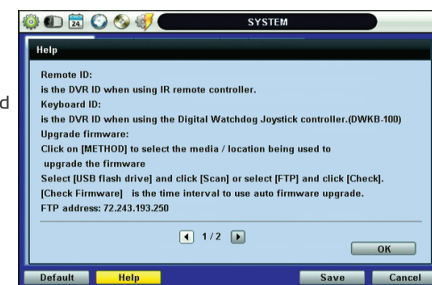 24
SYSTEM
Help
Remote ID:
is the DVR ID when using IR remote controller.
Keyboard ID:
is the DVR ID when using the Digital Watchdog Joystick controller.(DWKB-100)
Upgrade firmware:
Click on [METHOD] to select the media / location being used to
upgrade the firmware
Select [USB flash drive] and click [Scan] or select [FTP] and click [Check].
[Check Firmware] is the time interval to use auto firmware upgrade.
FTP address: 72.243.193.250
1/2
OK
Default Help Save Cancel